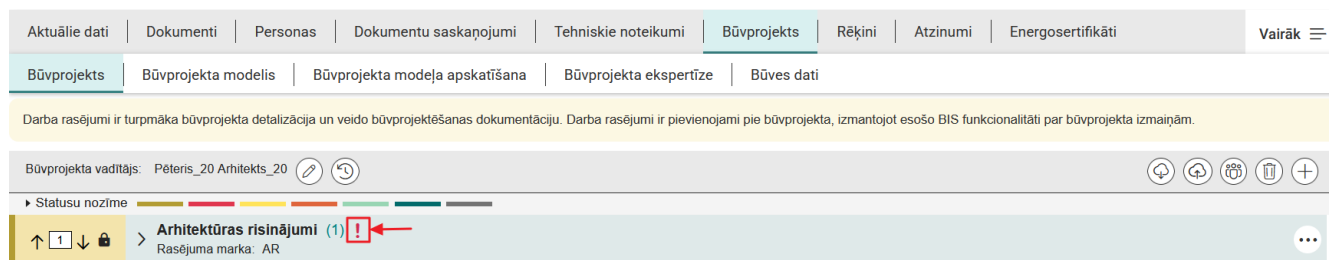 Aktuālie dati Dokumenti Personas Dokumentu saskaņojumi Tehniskie noteikumi Būvprojekts Rēķini Atzinumi Energosertifikāti Vairāk
Būvprojekts Būvprojekta modelis Būvprojekta modeļa apskatīšana Būvprojekta ekspertīze Būves dati
Darba rasējumi ir turpmāka būvprojekta detalizācija un veido būvprojektēšanas dokumentāciju. Darba rasējumi ir pievienojami pie būvprojekta, izmantojot esošo BIS funkcionalitāti par būvprojekta izmaiņām.
Būvprojekta vadītājs: Pēteris_20 Arhitekts_20
Statusu nozīme
1 Arhitektūras risinājumi (1) !
Rasējuma marka: AR